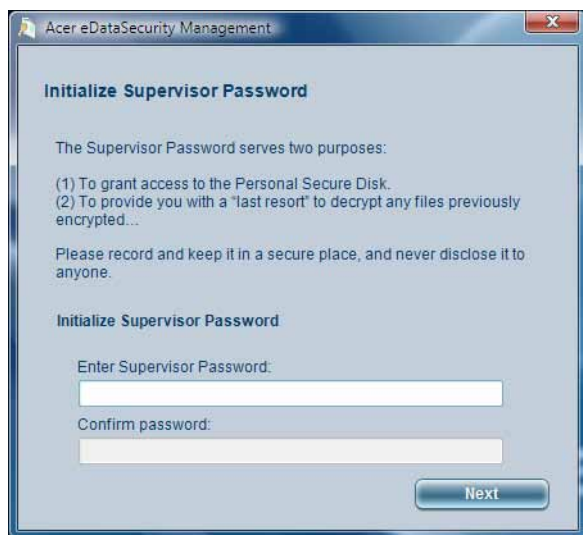 Acer eDataSecurity Management
Initialize Supervisor Password
The Supervisor Password serves two purposes:
(1) To grant access to the Personal Secure Disk.
(2) To provide you with a "last resort" to decrypt any files previously
encrypted...
Please record and keep it in a secure place, and never disclose it to
anyone.
Initialize Supervisor Password
Enter Supervisor Password:
Confirm password:
Next